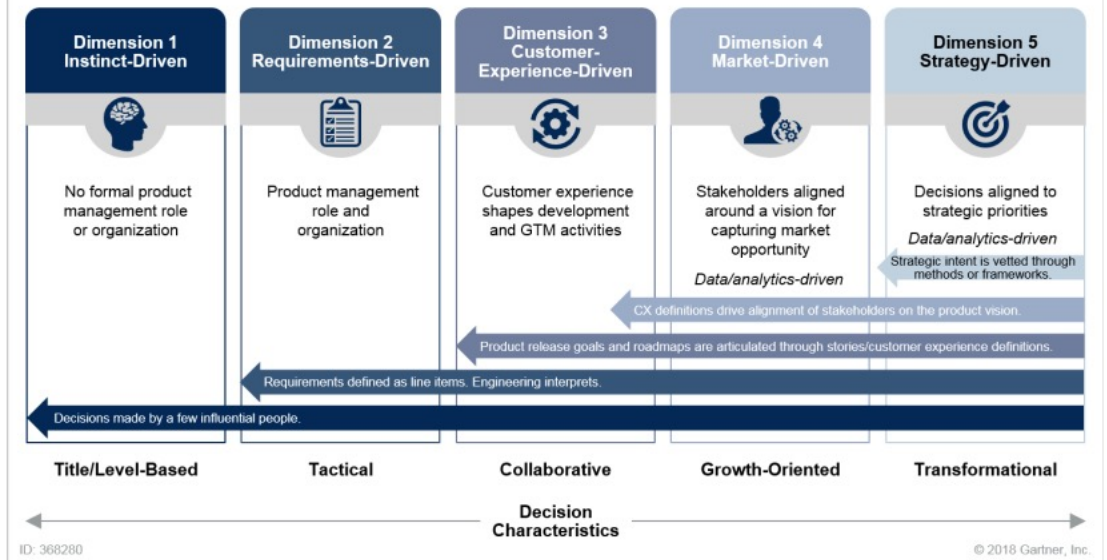 Dimension 1
Instinct-Driven
Dimension 2
Requirements-Driven
Dimension 3
Customer-
Experience-Driven
Dimension 4
Market-Driven
Dimension 5
Strategy-Driven
No formal product
management role
or organization
Product management
role and
organization
Customer experience
shapes development
and GTM activities
Stakeholders aligned
around a vision for
capturing market
opportunity
Data/analytics-driven
Decisions aligned to
strategic priorities
Data/analytics-driven
Strategic intent is vetted through
methods or frameworks.
CX definitions drive alignment of stakeholders on the product vision.
Product release goals and roadmaps are articulated through stories/customer experience definitions.
Requirements defined as line items. Engineering interprets.
Decisions made by a few influential people.
Title/Level-Based
Tactical
Collaborative
Growth-Oriented
Transformational
Decision
Characteristics
ID: 368280
© 2018 Gartner, Inc.